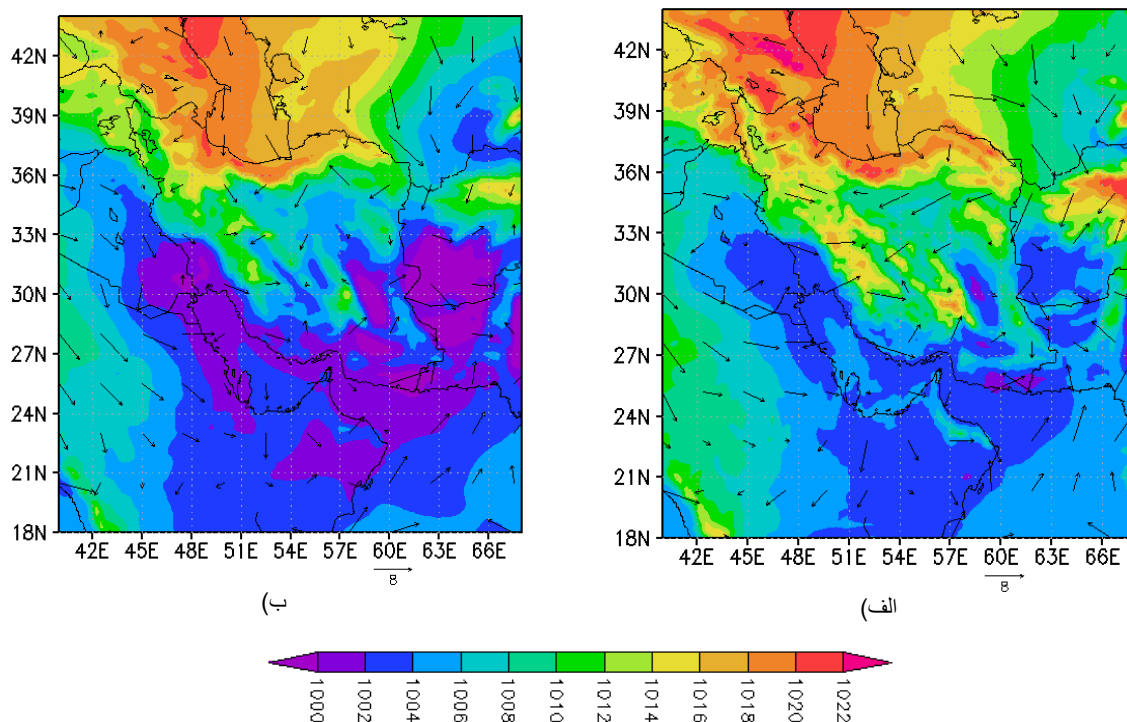 42N
39N
36N
33N
30N
27N
24N
21N
18N
42E 45E 48E 51E 54E 57E 60E 63E 66E
8
ب)
42N
39N
36N
33N
30N
27N
24N
21N
18N
42E 45E 48E 51E 54E 57E 60E 63E 66E
8
الف)
1000 1002 1004 1006 1008 1010 1012 1014 1016 1018 1020 1022